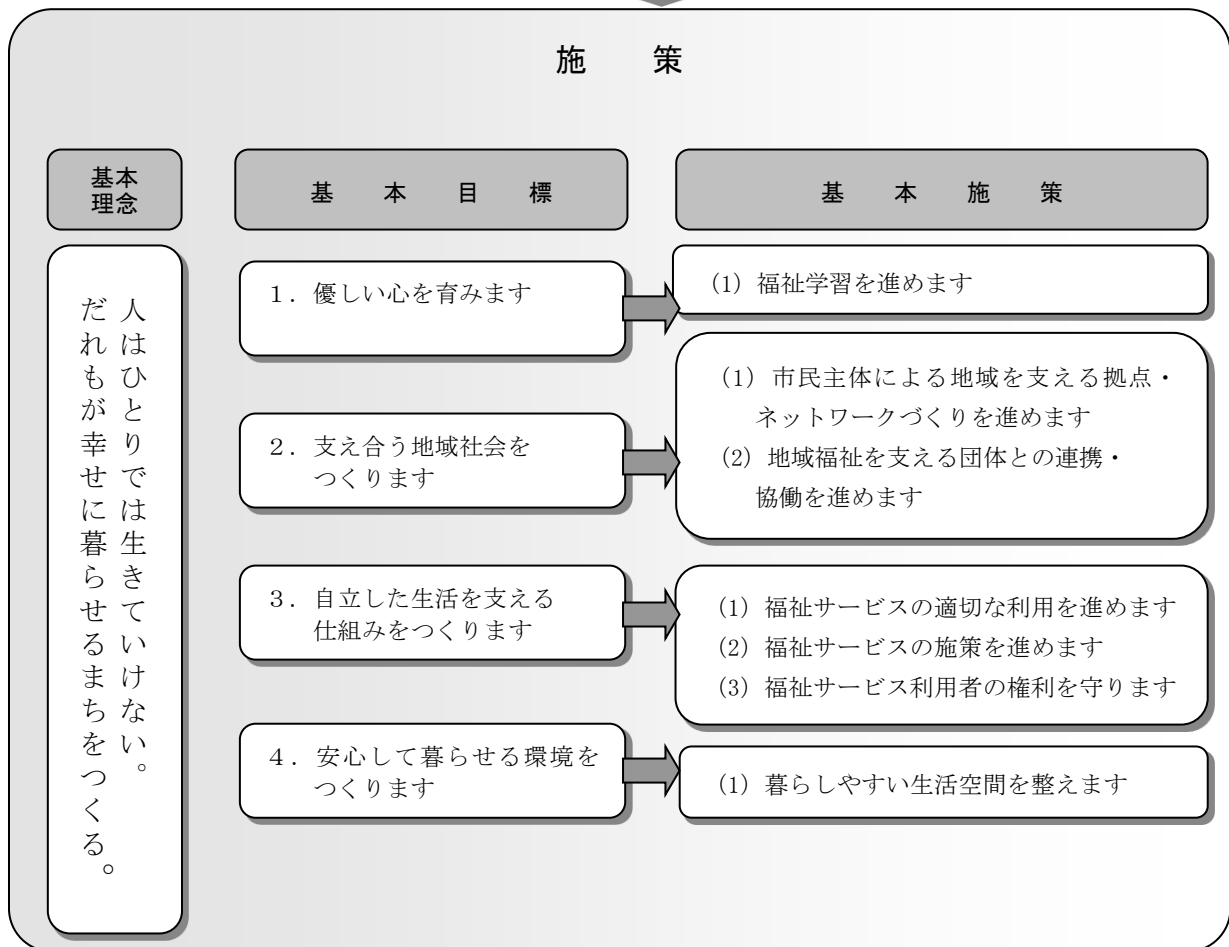 施　策
基本
理念
人はひとりでは生きていけない。
だれもが幸せに暮らせるまちをつくる。
基　本　目　標
基　本　施　策
１．優しい心を育みます
(1) 福祉学習を進めます
２．支え合う地域社会を
つくります
(1) 市民主体による地域を支える拠点・
ネットワークづくりを進めます
(2) 地域福祉を支える団体との連携・
協働を進めます
３．自立した生活を支える
仕組みをつくります
(1) 福祉サービスの適切な利用を進めます
(2) 福祉サービスの施策を進めます
(3) 福祉サービス利用者の権利を守ります
４．安心して暮らせる環境を
つくります
(1) 暮らしやすい生活空間を整えます